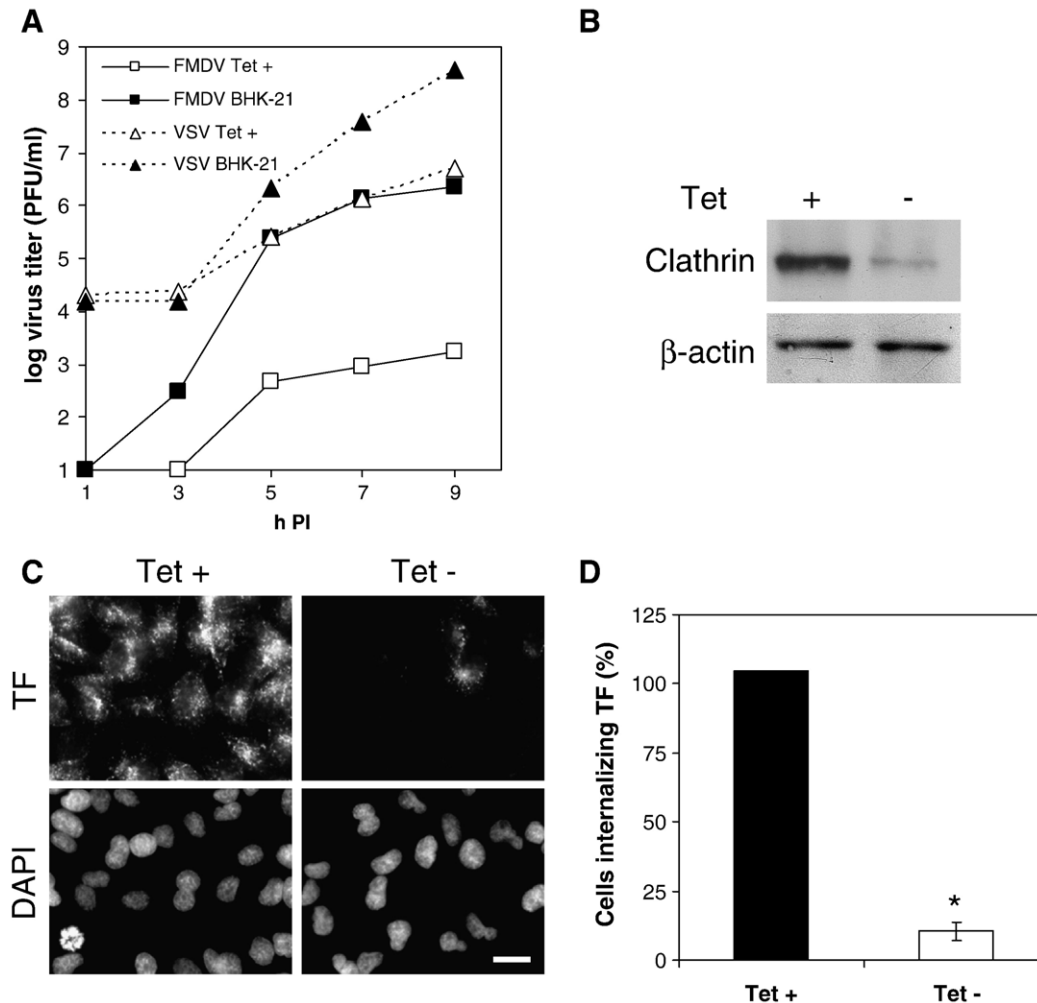 A
9
8
7
6
5
4
3
2
1
log virus titer (PFU/ml)
FMDV Tet +
FMDV BHK-21
VSV Tet +
VSV BHK-21
1 3 5 7 9
h PI
B
Tet + -
Clathrin
β-actin
C
Tet + Tet -
TF
DAPI
D
Cells internalizing TF (%)
125
100
75
50
25
0
*
Tet + Tet -